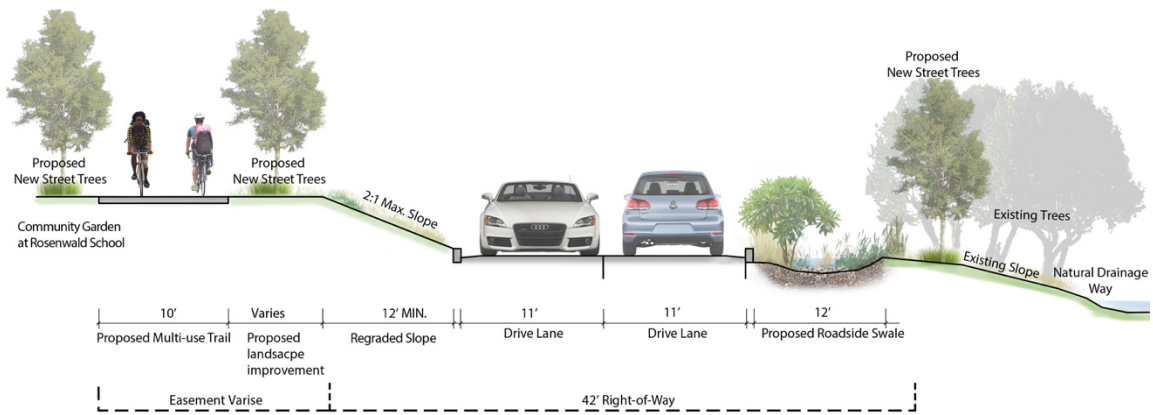 Proposed
New Street Trees
Proposed
New Street Trees
Proposed
New Street Trees
Community Garden
at Rosenwald School
2:1 Max. Slope
Existing Trees
Existing Slope
Natural Drainage
Way
10'
Varies
12' MIN.
11'
11'
12'
Proposed Multi-use Trail
Proposed
landsacpe
improvement
Regraded Slope
Drive Lane
Drive Lane
Proposed Roadside Swale
Easement Varise
42' Right-of-Way